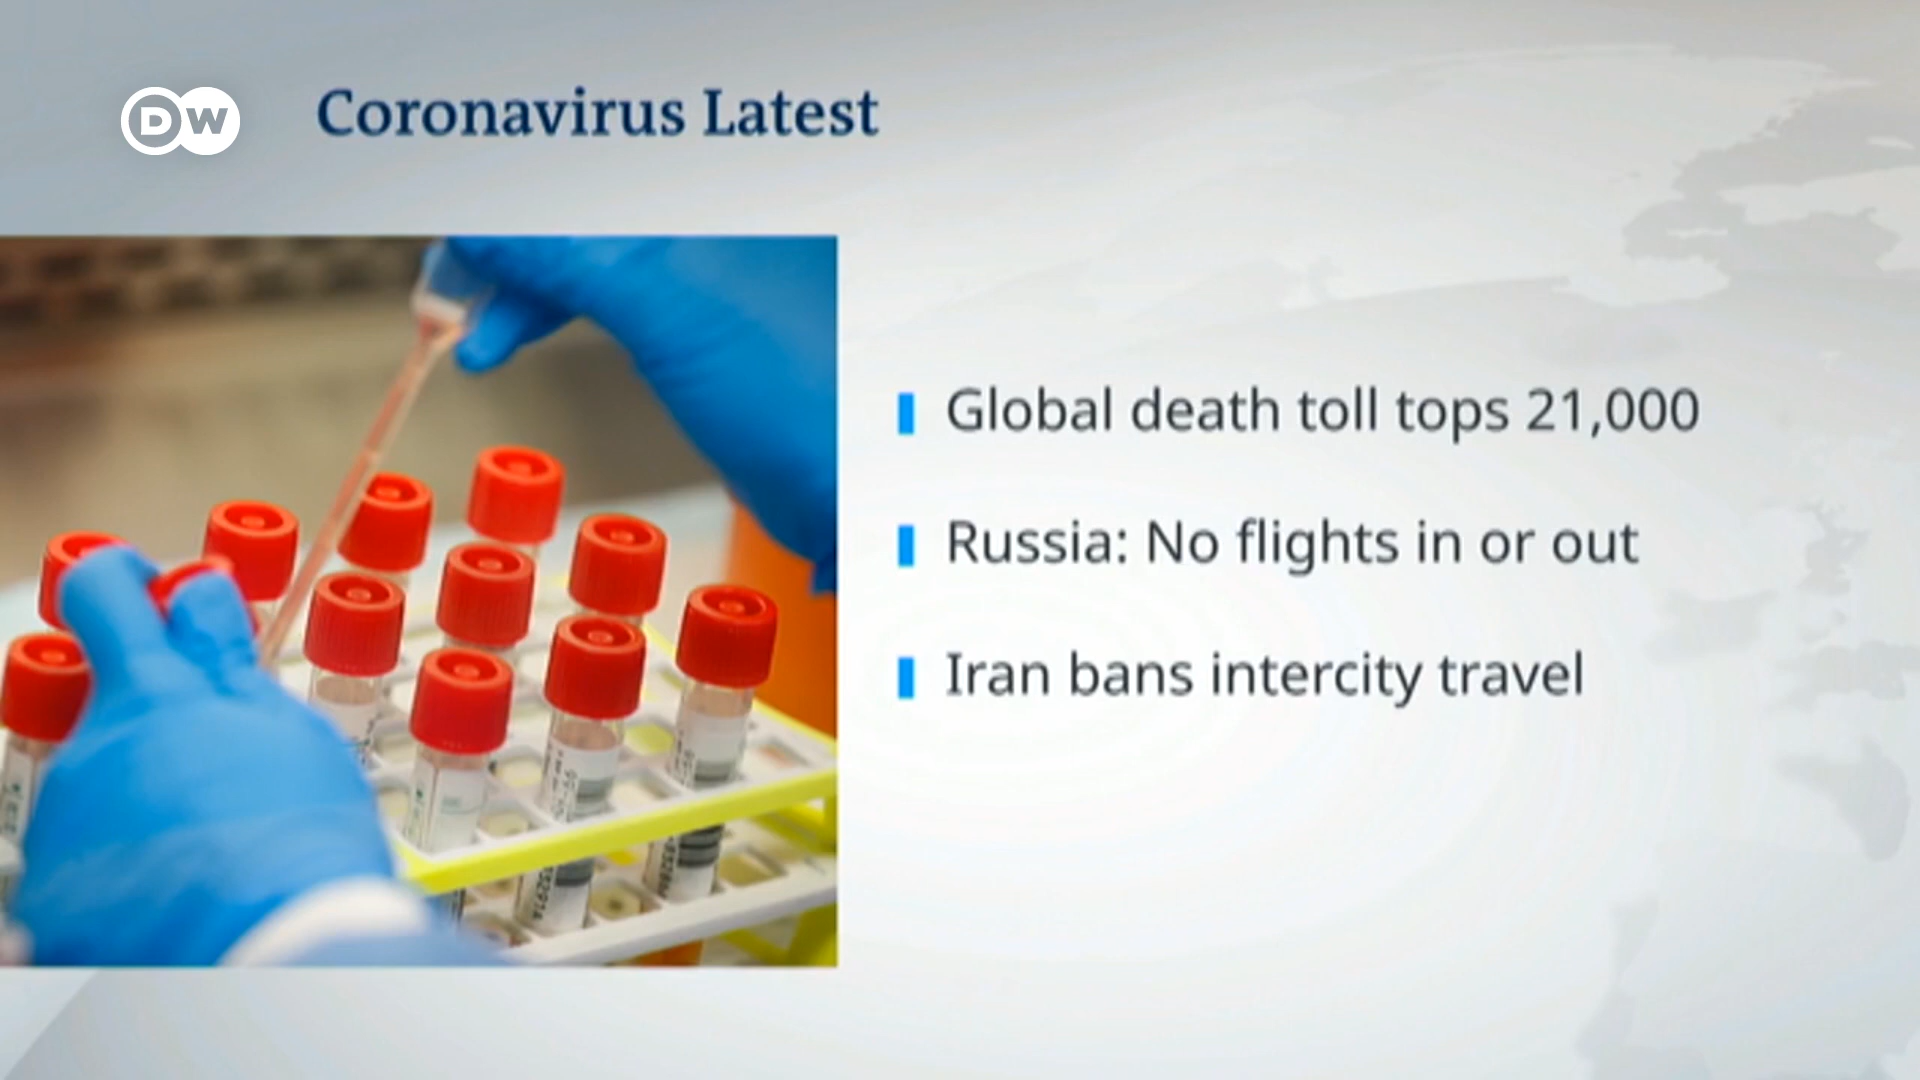 DW
Coronavirus Latest
Global death toll tops 21,000
Russia: No flights in or out
Iran bans intercity travel